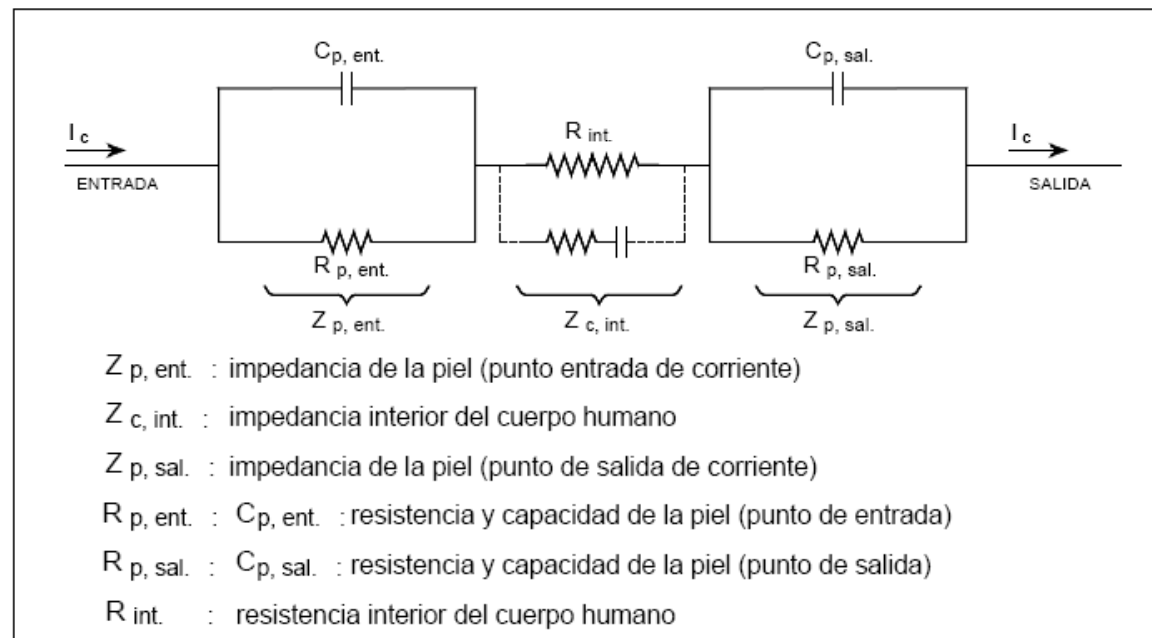 C p, ent.
C p, sal.
I c
R int.
I c
ENTRADA
SALIDA
R p, ent.
R p, sal.
Z p, ent.
Z c, int.
Z p, sal.
Z p, ent. : impedancia de la piel (punto entrada de corriente)
Z c, int. : impedancia interior del cuerpo humano
Z p, sal. : impedancia de la piel (punto de salida de corriente)
R p, ent. : C p, ent. : resistencia y capacidad de la piel (punto de entrada)
R p, sal. : C p, sal. : resistencia y capacidad de la piel (punto de salida)
R int. : resistencia interior del cuerpo humano